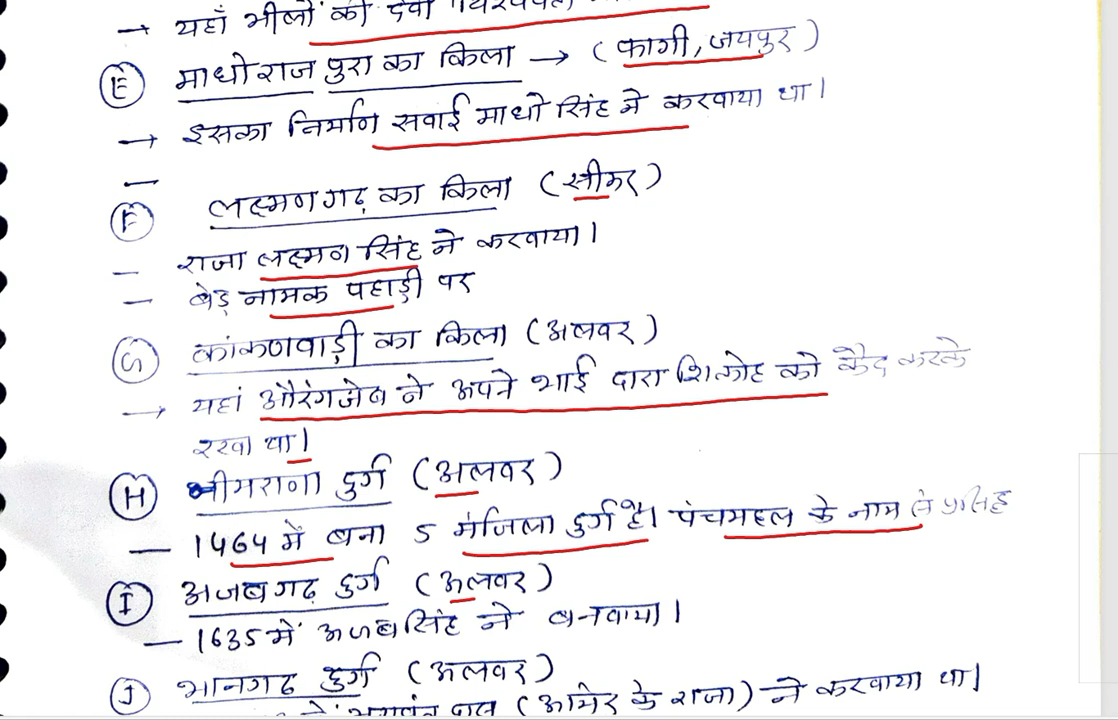 → यहाँ भीलों की देवी
(E) माधोराजपुरा का किला → (फागी, जयपुर)
→ इसका निर्माण सवाई माधोसिंह ने करवाया था।
—
(F) लक्ष्मणगढ़ का किला (सीकर)
— राजा लक्ष्मण सिंह ने करवाया।
— बेड़ नामक पहाड़ी पर
(G) कांकणवाड़ी का किला (अलवर)
→ यहां औरंगजेब ने अपने भाई दारा शिकोह को कैद करके
रखा था।
(H) नीमराना दुर्ग (अलवर)
— 1464 में बना 5 मंजिला दुर्ग है। पंचमहल के नाम से प्रसिद्ध
(I) अजबगढ़ दुर्ग (अलवर)
— 1635 में अजबसिंह ने बनवाया।
(J) भानगढ़ दुर्ग (अलवर)
भगवंत दास (आमेर के राजा) ने करवाया था।